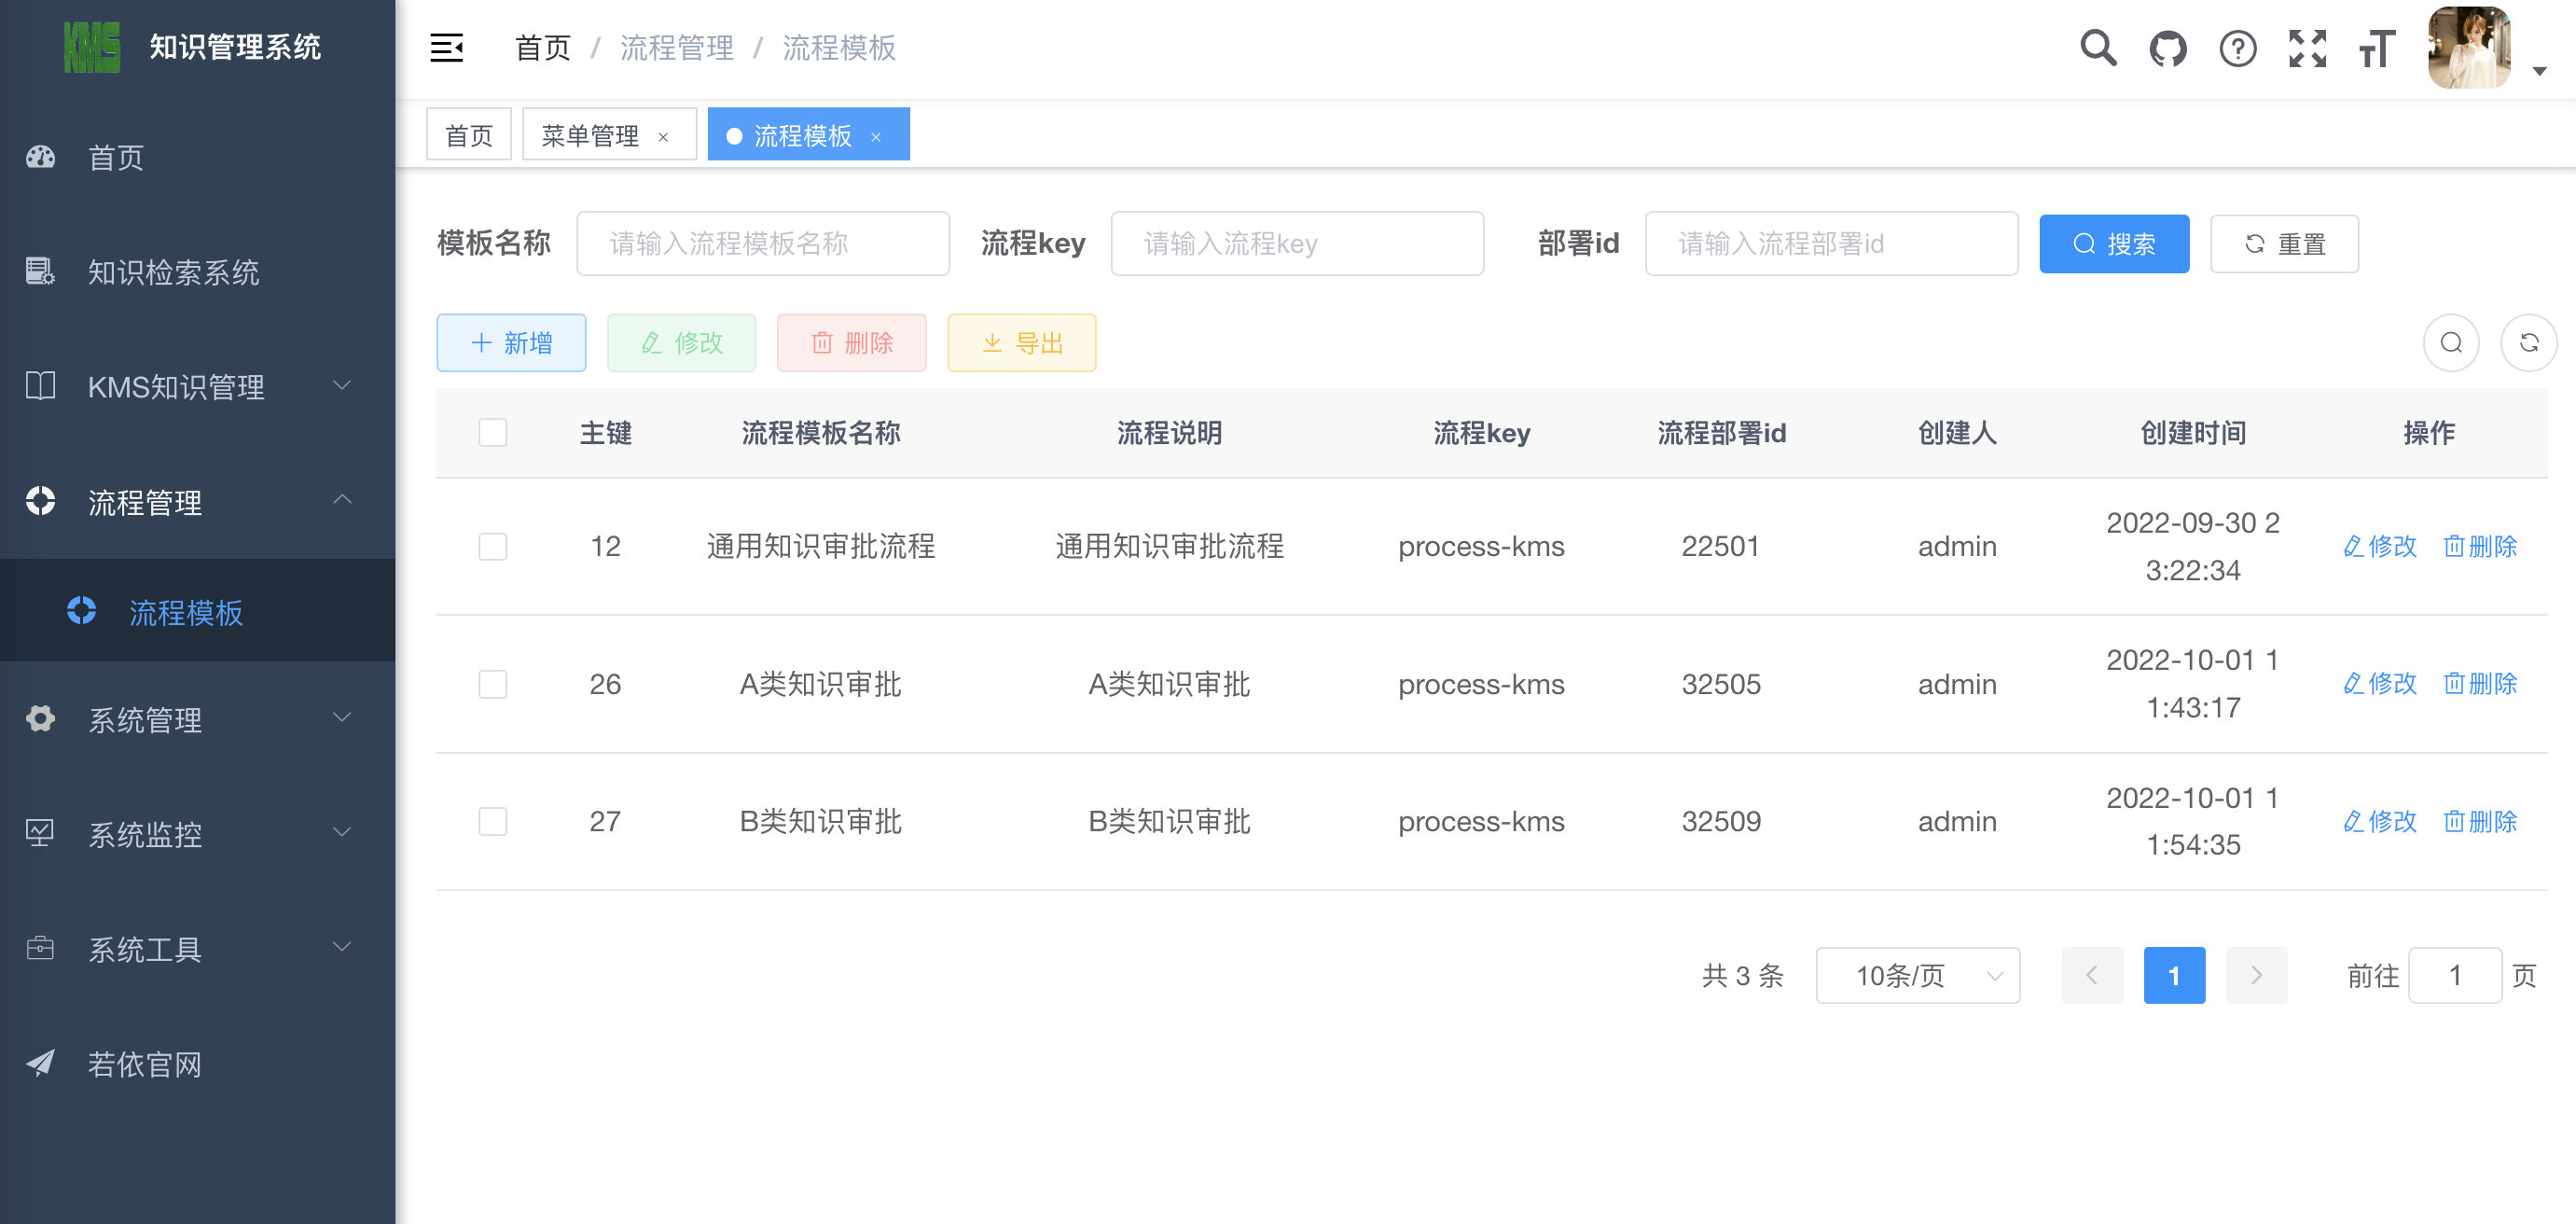 KMS 知识管理系统
首页
知识检索系统
KMS知识管理
流程管理
流程模板
系统管理
系统监控
系统工具
若依官网
首页 / 流程管理 / 流程模板
首页 菜单管理 × 流程模板 ×
模板名称 请输入流程模板名称 流程key 请输入流程key 部署id 请输入流程部署id 搜索 重置
新增 修改 删除 导出
主键 流程模板名称 流程说明 流程key 流程部署id 创建人 创建时间 操作
12 通用知识审批流程 通用知识审批流程 process-kms 22501 admin 2022-09-30 2
3:22:34 修改 删除
26 A类知识审批 A类知识审批 process-kms 32505 admin 2022-10-01 1
1:43:17 修改 删除
27 B类知识审批 B类知识审批 process-kms 32509 admin 2022-10-01 1
1:54:35 修改 删除
共 3 条 10条/页 1 前往 1 页